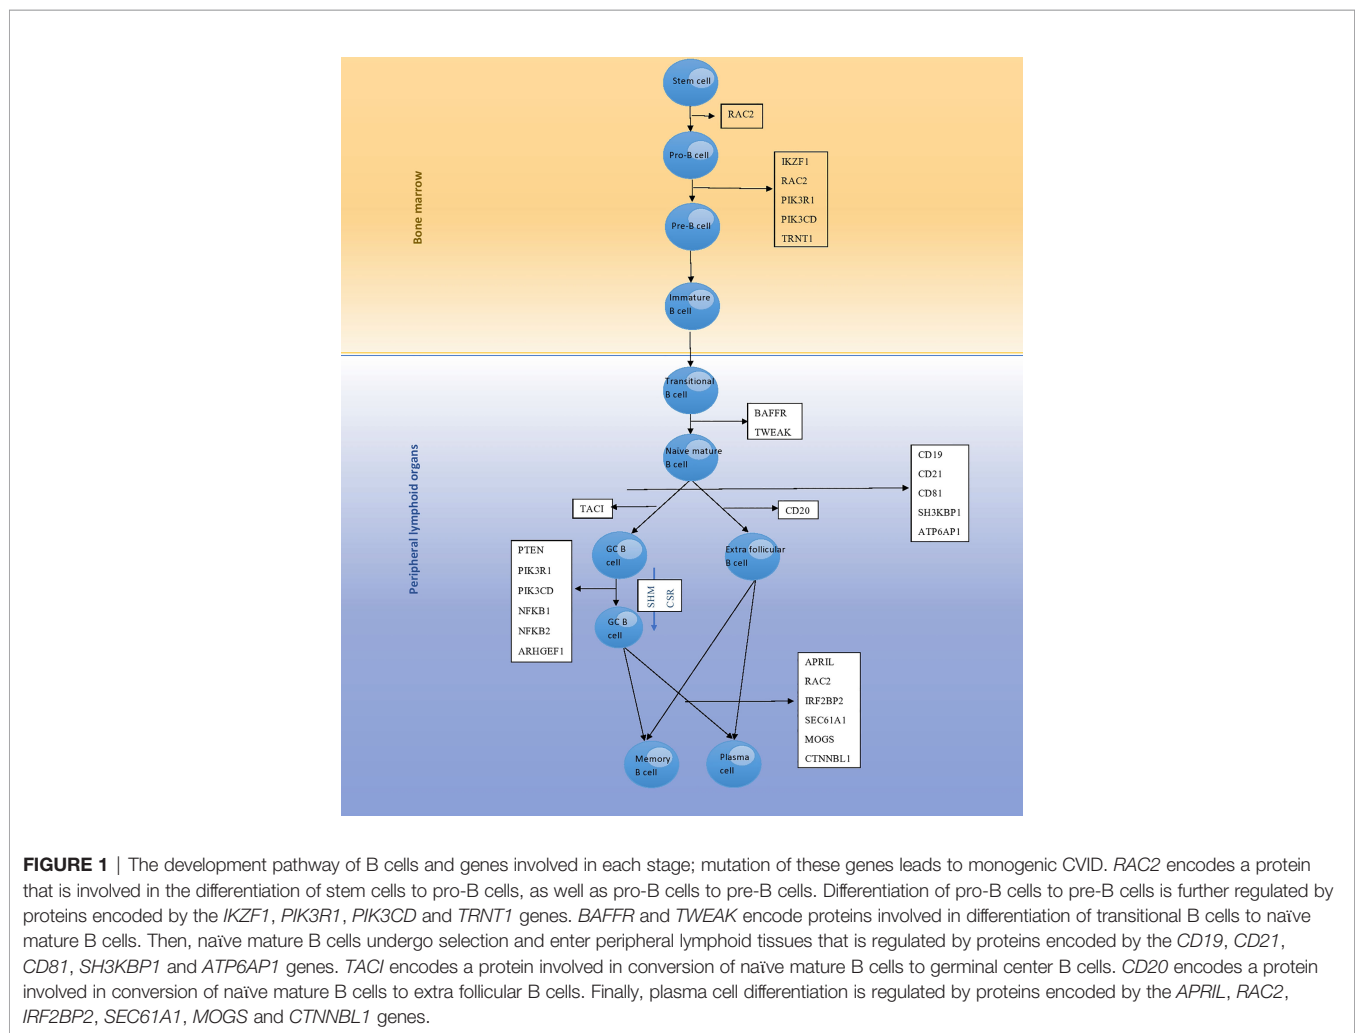 Stem cell
RAC2
Pro-B cell
IKZF1
RAC2
PIK3R1
PIK3CD
TRNT1
Bone marrow
Pre-B cell
Immature
B cell
Transitional
B cell
BAFFR
TWEAK
Naïve mature
B cell
CD19
CD21
CD81
SH3KBP1
ATP6AP1
TACI
CD20
Peripheral lymphoid organs
GC B
cell
Extra follicular
B cell
PTEN
PIK3R1
PIK3CD
NFKB1
NFKB2
ARHGEF1
SHM
CSR
GC B
cell
APRIL
RAC2
IRF2BP2
SEC61A1
MOGS
CTNNBL1
Memory
B cell
Plasma
cell
FIGURE 1 | The development pathway of B cells and genes involved in each stage; mutation of these genes leads to monogenic CVID. RAC2 encodes a protein
that is involved in the differentiation of stem cells to pro-B cells, as well as pro-B cells to pre-B cells. Differentiation of pro-B cells to pre-B cells is further regulated by
proteins encoded by the IKZF1, PIK3R1, PIK3CD and TRNT1 genes. BAFFR and TWEAK encode proteins involved in differentiation of transitional B cells to naïve
mature B cells. Then, naïve mature B cells undergo selection and enter peripheral lymphoid tissues that is regulated by proteins encoded by the CD19, CD21,
CD81, SH3KBP1 and ATP6AP1 genes. TACI encodes a protein involved in conversion of naïve mature B cells to germinal center B cells. CD20 encodes a protein
involved in conversion of naïve mature B cells to extra follicular B cells. Finally, plasma cell differentiation is regulated by proteins encoded by the APRIL, RAC2,
IRF2BP2, SEC61A1, MOGS and CTNNBL1 genes.